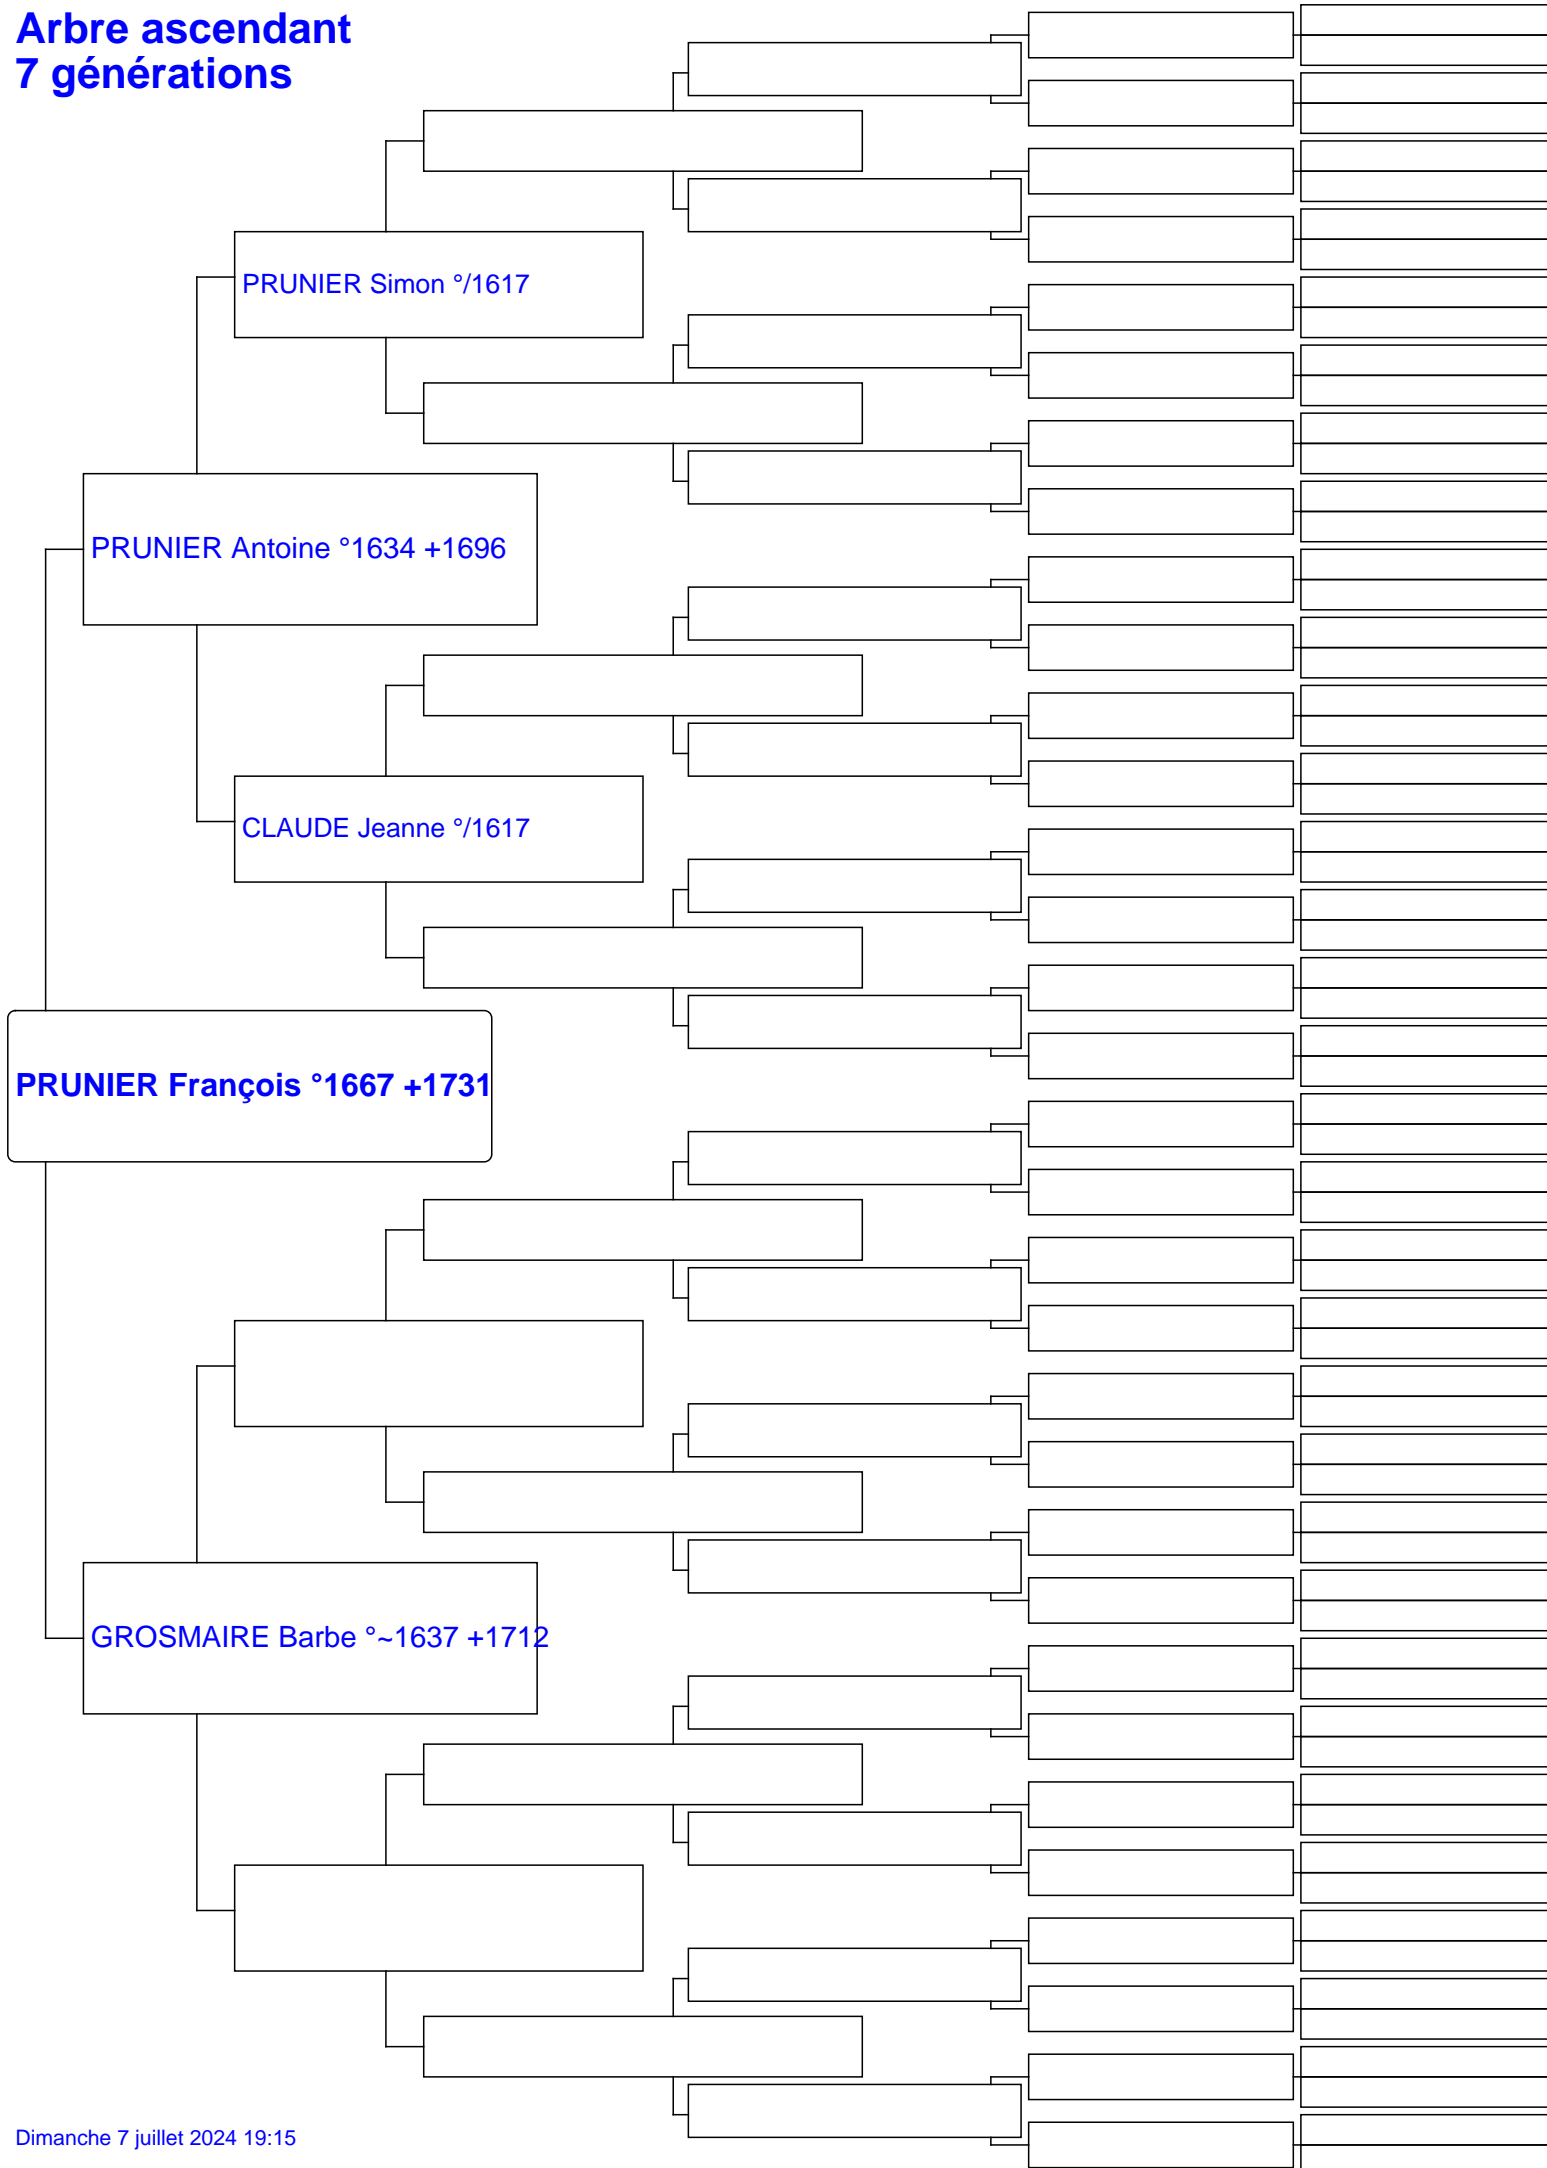 Arbre ascendant
7 générations
PRUNIER Simon °/1617
PRUNIER Antoine °1634 +1696
CLAUDE Jeanne °/1617
PRUNIER François °1667 +1731
GROSMAIRE Barbe °~1637 +1712
Dimanche 7 juillet 2024 19:15